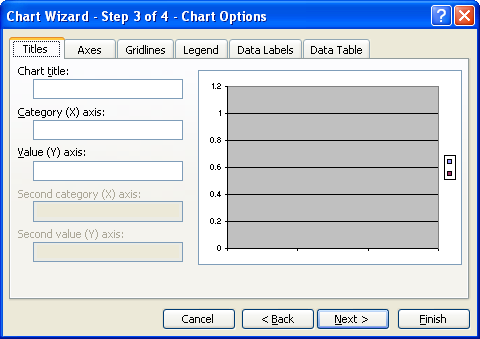 Chart Wizard - Step 3 of 4 - Chart Options
Titles Axes Gridlines Legend Data Labels Data Table
Chart title:
Category (X) axis:
Value (Y) axis:
Second category (X) axis:
Second value (Y) axis:
1.2
1
0.8
0.6
0.4
0.2
0
Cancel < Back Next > Finish